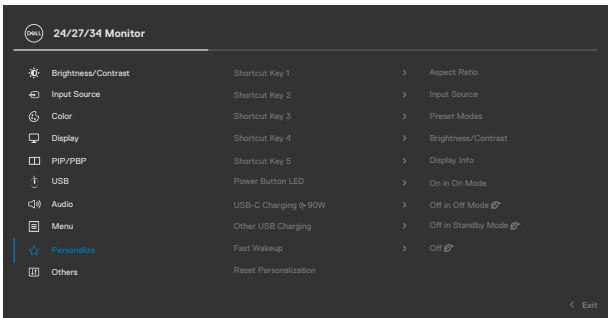 DELL 24/27/34 Monitor
Brightness/Contrast Shortcut Key 1 > Aspect Ratio
Input Source Shortcut Key 2 > Input Source
Color Shortcut Key 3 > Preset Modes
Display Shortcut Key 4 > Brightness/Contrast
PIP/PBP Shortcut Key 5 > Display Info
USB Power Button LED > On in On Mode
Audio USB-C Charging 90W > Off in Off Mode
Menu Other USB Charging > Off in Standby Mode
Personalize Fast Wakeup > Off
Others Reset Personalization
< Exit